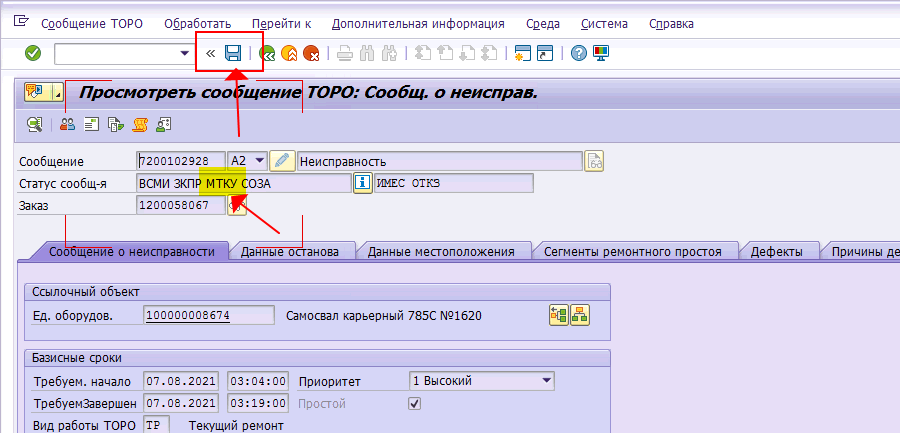 Сообщение ТОРО Обработать Перейти к Дополнительная информация Среда Система Справка
«
Просмотреть сообщение ТОРО: Сообщ. о неисправ.
Сообщение 7200102928 A2 Неисправность
Статус сообщ-я ВСМИ ЗКПР МТКУ СОЗА ИМЕС ОТКЗ
Заказ 1200058067
Сообщение о неисправности Данные останова Данные местоположения Сегменты ремонтного простоя Дефекты Причины де
Ссылочный объект
Ед. оборудов. 100000008674 Самосвал карьерный 785С №1620
Базисные сроки
Требуем. начало 07.08.2021 03:04:00 Приоритет 1 Высокий
ТребуемЗавершен 07.08.2021 03:19:00 Простой
Вид работы ТОРО ТР Текущий ремонт